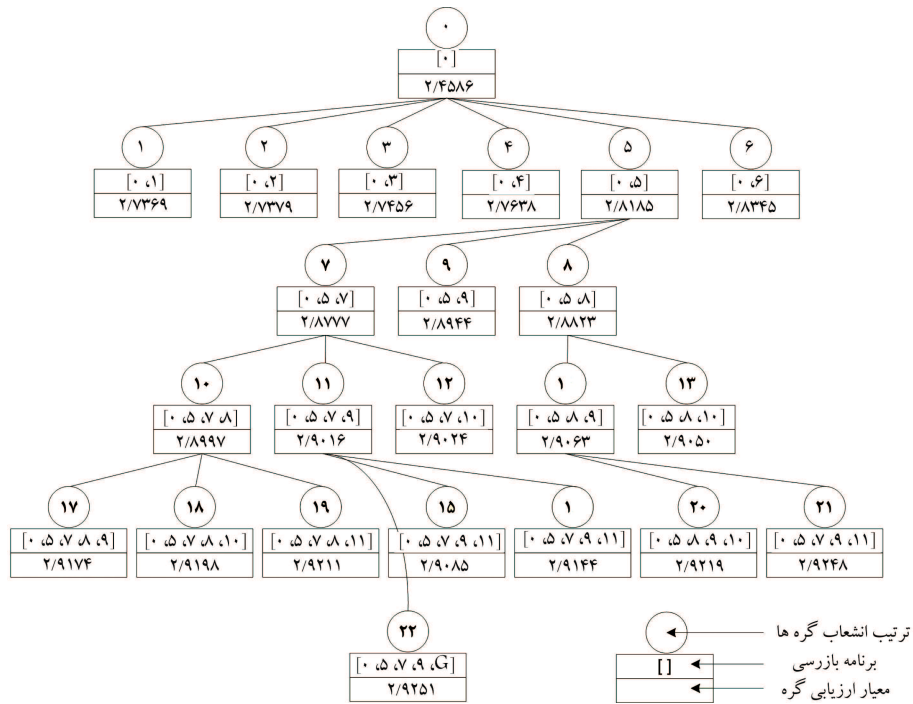 ۰
[۰]
۲/۴۵۸۶
۱ ۲ ۳ ۴ ۵ ۶
[۰ ،۱] [۰ ،۲] [۰ ،۳] [۰ ،۴] [۰ ،۵] [۰ ،۶]
۲/۷۳۶۹ ۲/۷۳۷۹ ۲/۷۴۵۶ ۲/۷۶۳۸ ۲/۸۱۸۵ ۲/۸۳۴۵
۷ ۹ ۸
[۰ ،۵ ،۷] [۰ ،۵ ،۹] [۰ ،۵ ،۸]
۲/۸۷۷۷ ۲/۸۹۴۴ ۲/۸۸۲۳
۱۰ ۱۱ ۱۲ ۱ ۱۳
[۰ ،۵ ،۷ ،۸] [۰ ،۵ ،۷ ،۹] [۰ ،۵ ،۷ ،۱۰] [۰ ،۵ ،۸ ،۹] [۰ ،۵ ،۸ ،۱۰]
۲/۸۹۹۷ ۲/۹۰۱۶ ۲/۹۰۲۴ ۲/۹۰۶۳ ۲/۹۰۵۰
۱۷ ۱۸ ۱۹ ۱۵ ۱ ۲۰ ۲۱
[۰ ،۵ ،۷ ،۸ ،۹] [۰ ،۵ ،۷ ،۸ ،۱۰] [۰ ،۵ ،۷ ،۸ ،۱۱] [۰ ،۵ ،۷ ،۹ ،۱۱] [۰ ،۵ ،۷ ،۹ ،۱۱] [۰ ،۵ ،۸ ،۹ ،۱۰] [۰ ،۵ ،۷ ،۹ ،۱۱]
۲/۹۱۷۴ ۲/۹۱۹۸ ۲/۹۲۱۱ ۲/۹۰۸۵ ۲/۹۱۴۴ ۲/۹۲۱۹ ۲/۹۲۴۸
۲۲
[۰ ،۵ ،۷ ،۹ ،G]
۲/۹۲۵۱
ترتیب انشعاب گره ها
[ ] برنامه بازرسی
معیار ارزیابی گره